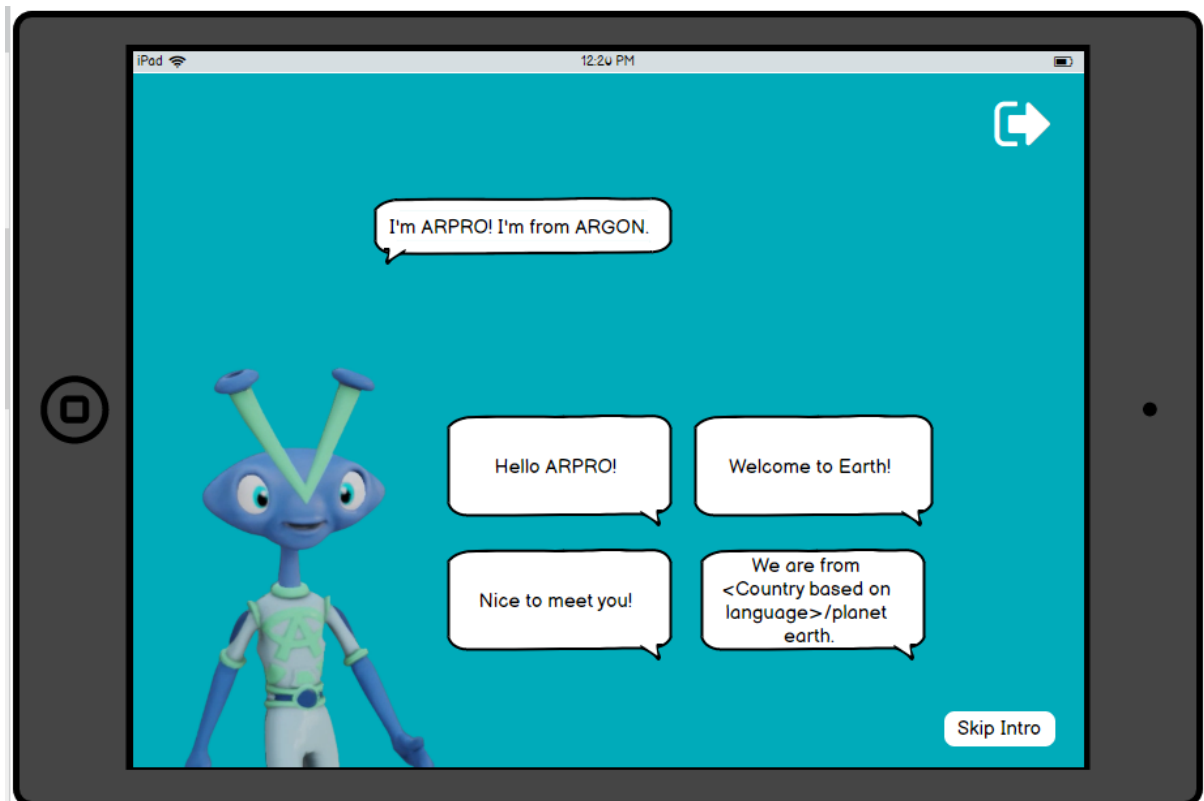 iPad
12:20 PM
I'm ARPRO! I'm from ARGON.
Hello ARPRO!
Welcome to Earth!
Nice to meet you!
We are from
<Country based on
language>/planet
earth.
Skip Intro